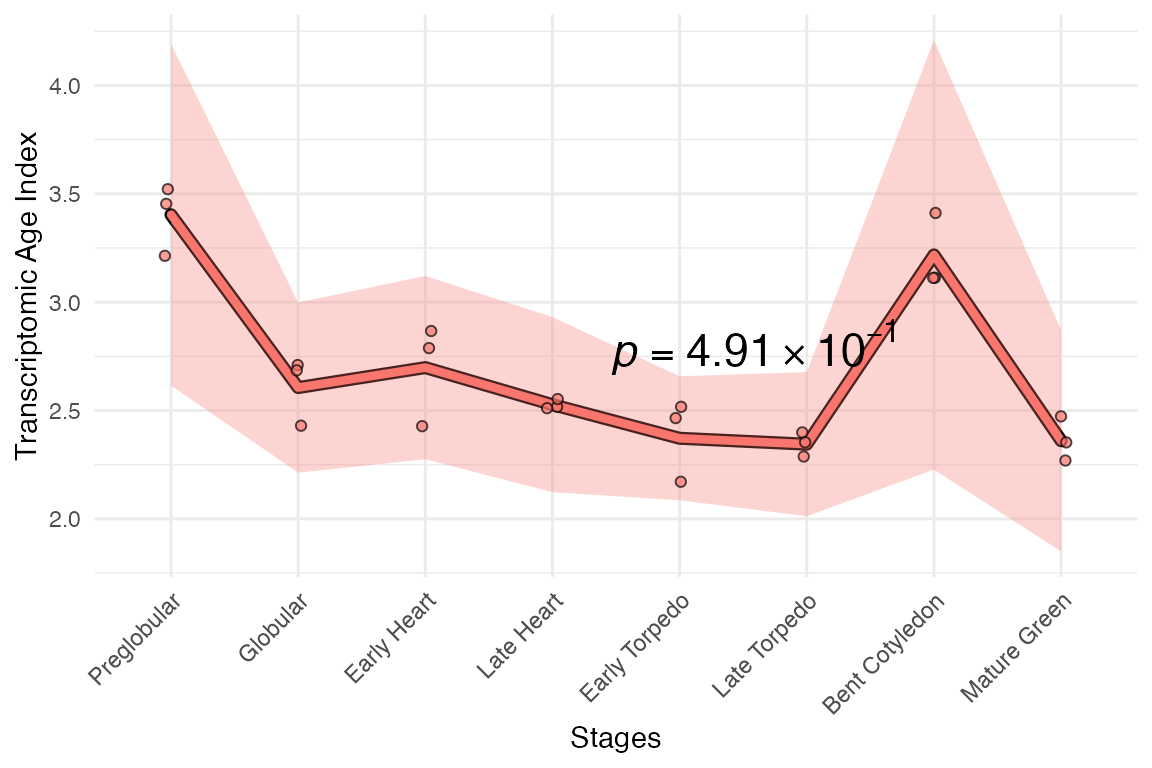 Transcriptomic Age Index
4.0
3.5
3.0
2.5
2.0
p = 4.91 × 10⁻¹
Preglobular
Globular
Early Heart
Late Heart
Early Torpedo
Late Torpedo
Bent Cotyledon
Mature Green
Stages